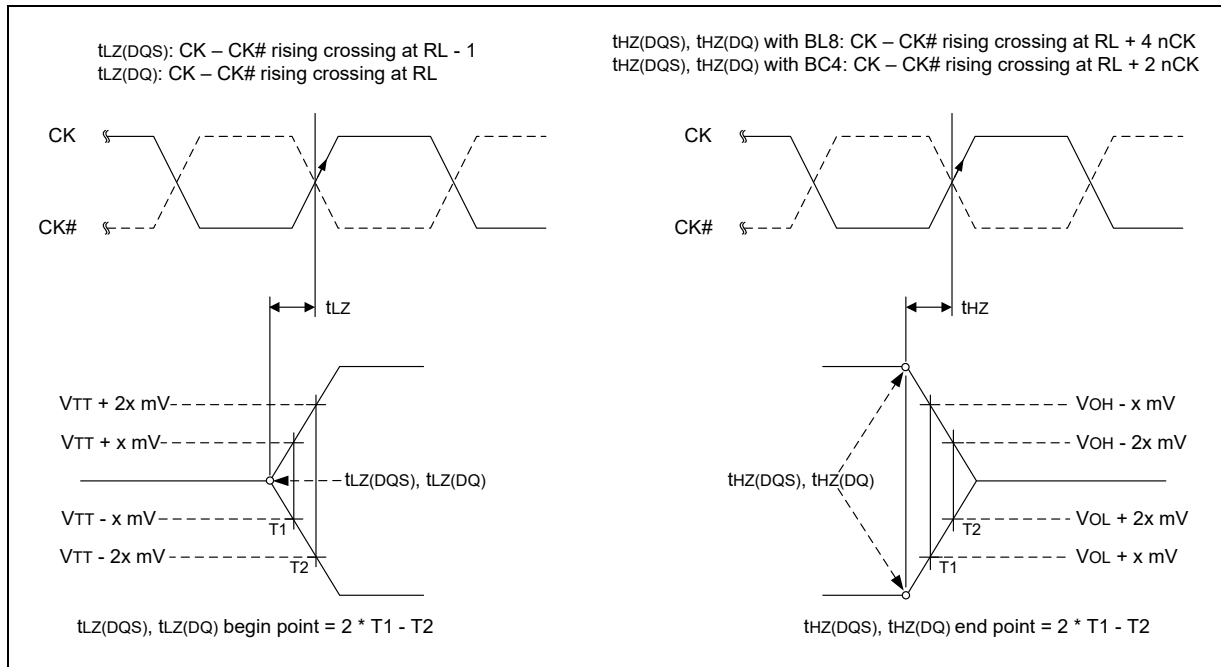 tLZ(DQS): CK – CK# rising crossing at RL - 1
tLZ(DQ): CK – CK# rising crossing at RL
CK
CK#
tLZ
VTT + 2x mV
VTT + x mV
tLZ(DQS), tLZ(DQ)
VTT - x mV
T1
VTT - 2x mV
T2
tLZ(DQS), tLZ(DQ) begin point = 2 * T1 - T2
tHZ(DQS), tHZ(DQ) with BL8: CK – CK# rising crossing at RL + 4 nCK
tHZ(DQS), tHZ(DQ) with BC4: CK – CK# rising crossing at RL + 2 nCK
CK
CK#
tHZ
VOH - x mV
VOH - 2x mV
tHZ(DQS), tHZ(DQ)
VOL + 2x mV
T2
VOL + x mV
T1
tHZ(DQS), tHZ(DQ) end point = 2 * T1 - T2